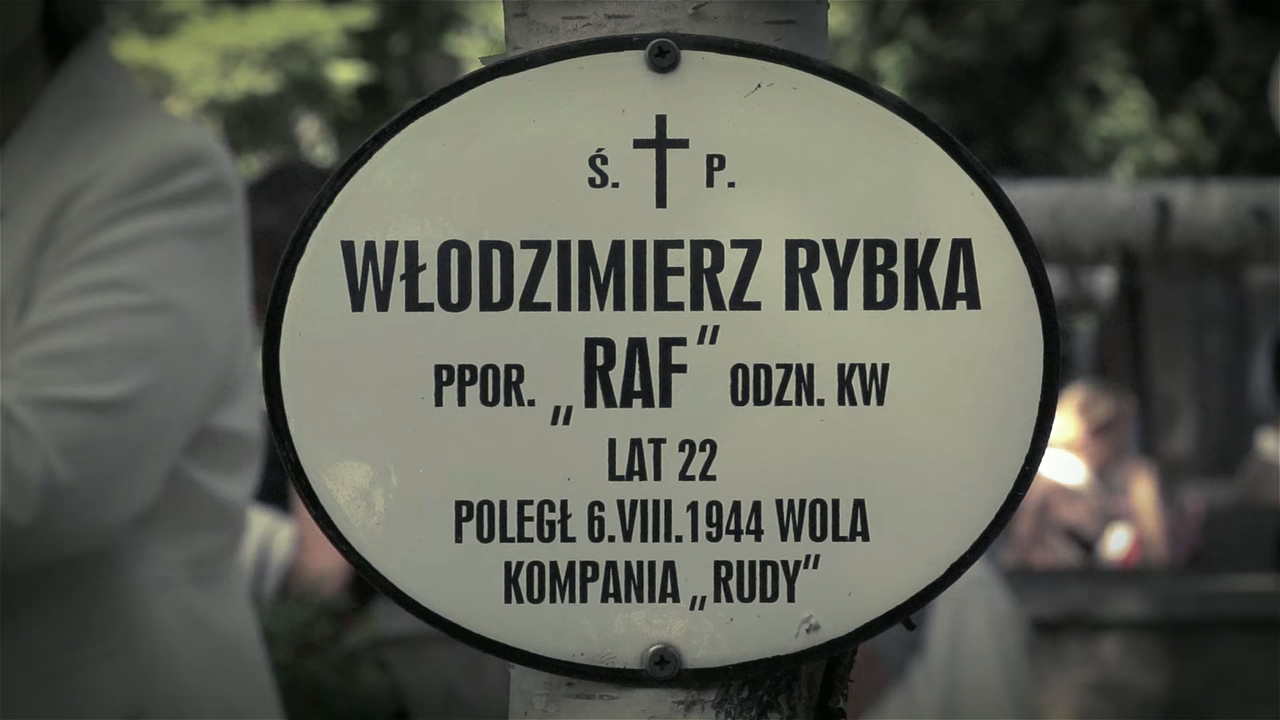 Ś. P.
WŁODZIMIERZ RYBKA
PPOR. „RAF” ODZN. KW
LAT 22
POLEGŁ 6.VIII.1944 WOLA
KOMPANIA „RUDY”